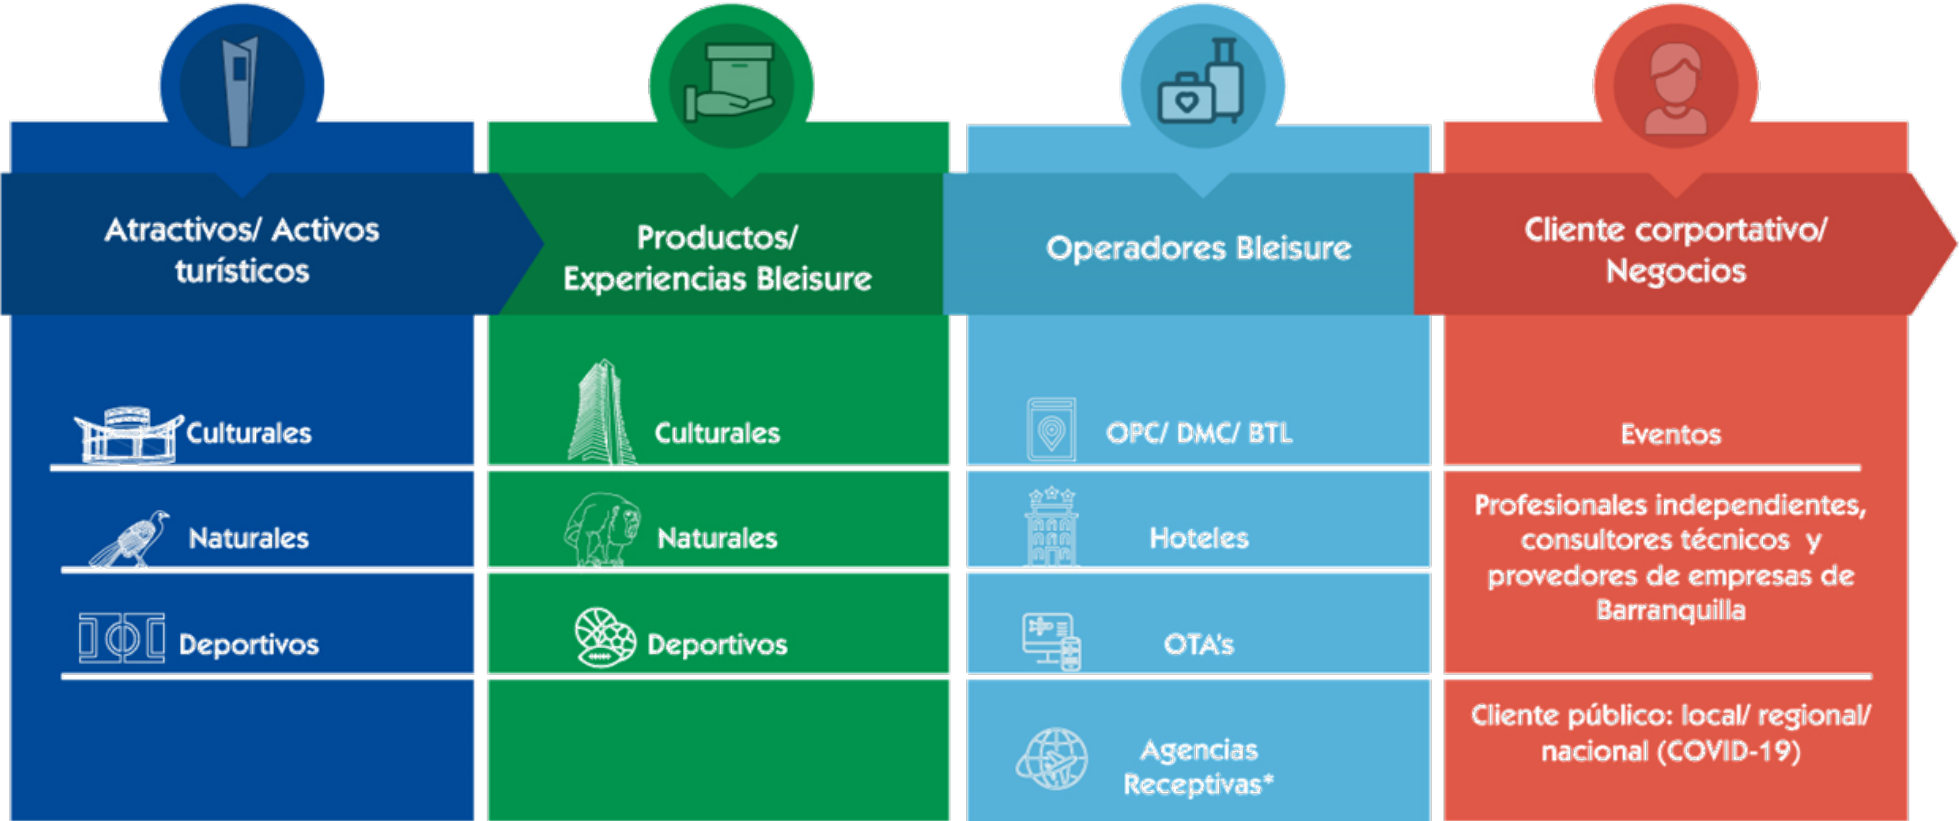 Atractivos/ Activos
turísticos
Productos/
Experiencias Bleisure
Operadores Bleisure
Cliente corportativo/
Negocios
Culturales
Naturales
Deportivos
Culturales
Naturales
Deportivos
OPC/ DMC/ BTL
Hoteles
OTA's
Agencias
Receptivas*
Eventos
Profesionales independientes,
consultores técnicos y
provedores de empresas de
Barranquilla
Cliente público: local/ regional/
nacional (COVID-19)